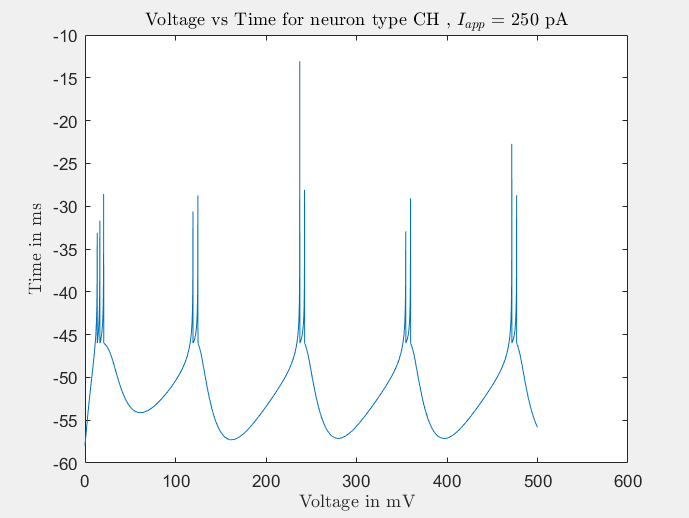 Voltage vs Time for neuron type CH , I_app = 250 pA
-10
-15
-20
-25
-30
-35
-40
-45
-50
-55
-60
Time in ms
0 100 200 300 400 500 600
Voltage in mV